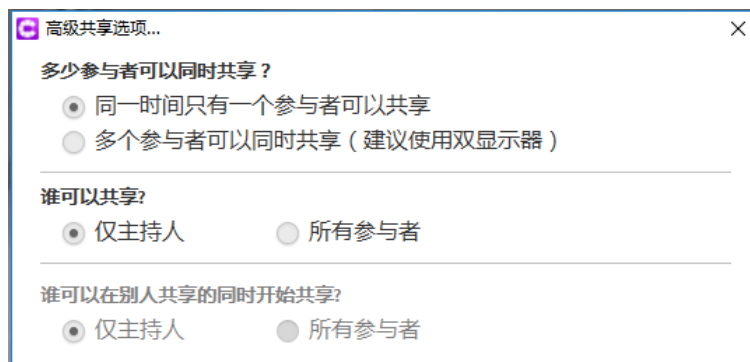 高级共享选项...
多少参与者可以同时共享？
同一时间只有一个参与者可以共享
多个参与者可以同时共享（建议使用双显示器）
谁可以共享?
仅主持人 所有参与者
谁可以在别人共享的同时开始共享?
仅主持人 所有参与者